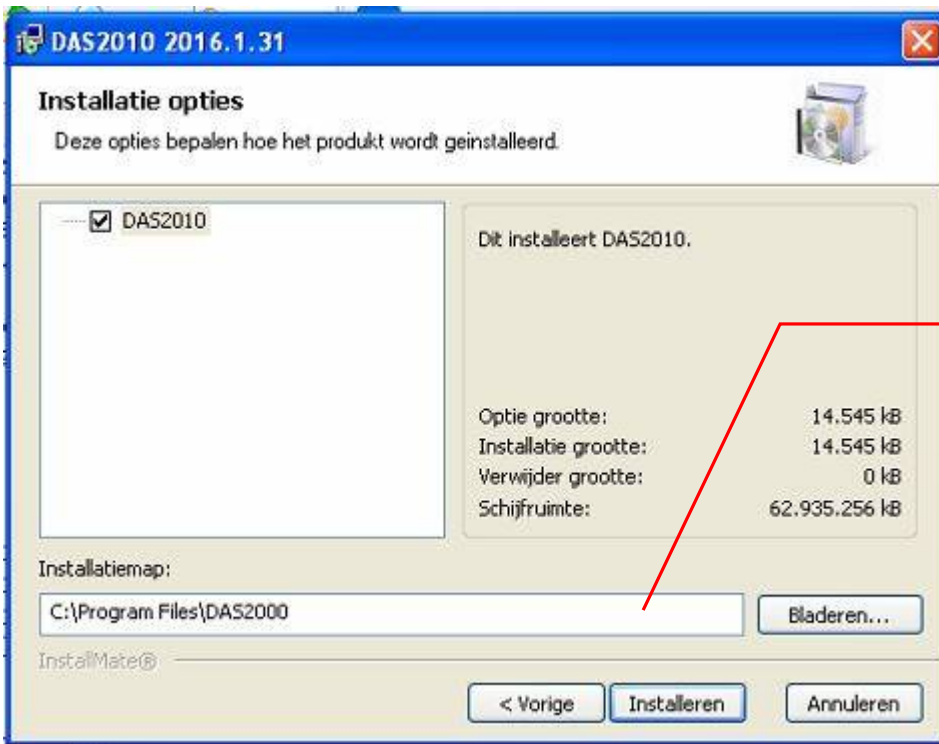 DAS2010 2016.1.31
Installatie opties
Deze opties bepalen hoe het produkt wordt geinstalleerd.
DAS2010
Dit installeert DAS2010.
Optie grootte: 14.545 kB
Installatie grootte: 14.545 kB
Verwijder grootte: 0 kB
Schijfruimte: 62.935.256 kB
Installatiemap:
C:\Program Files\DAS2000
Bladeren...
InstallMate®
< Vorige Installeren Annuleren